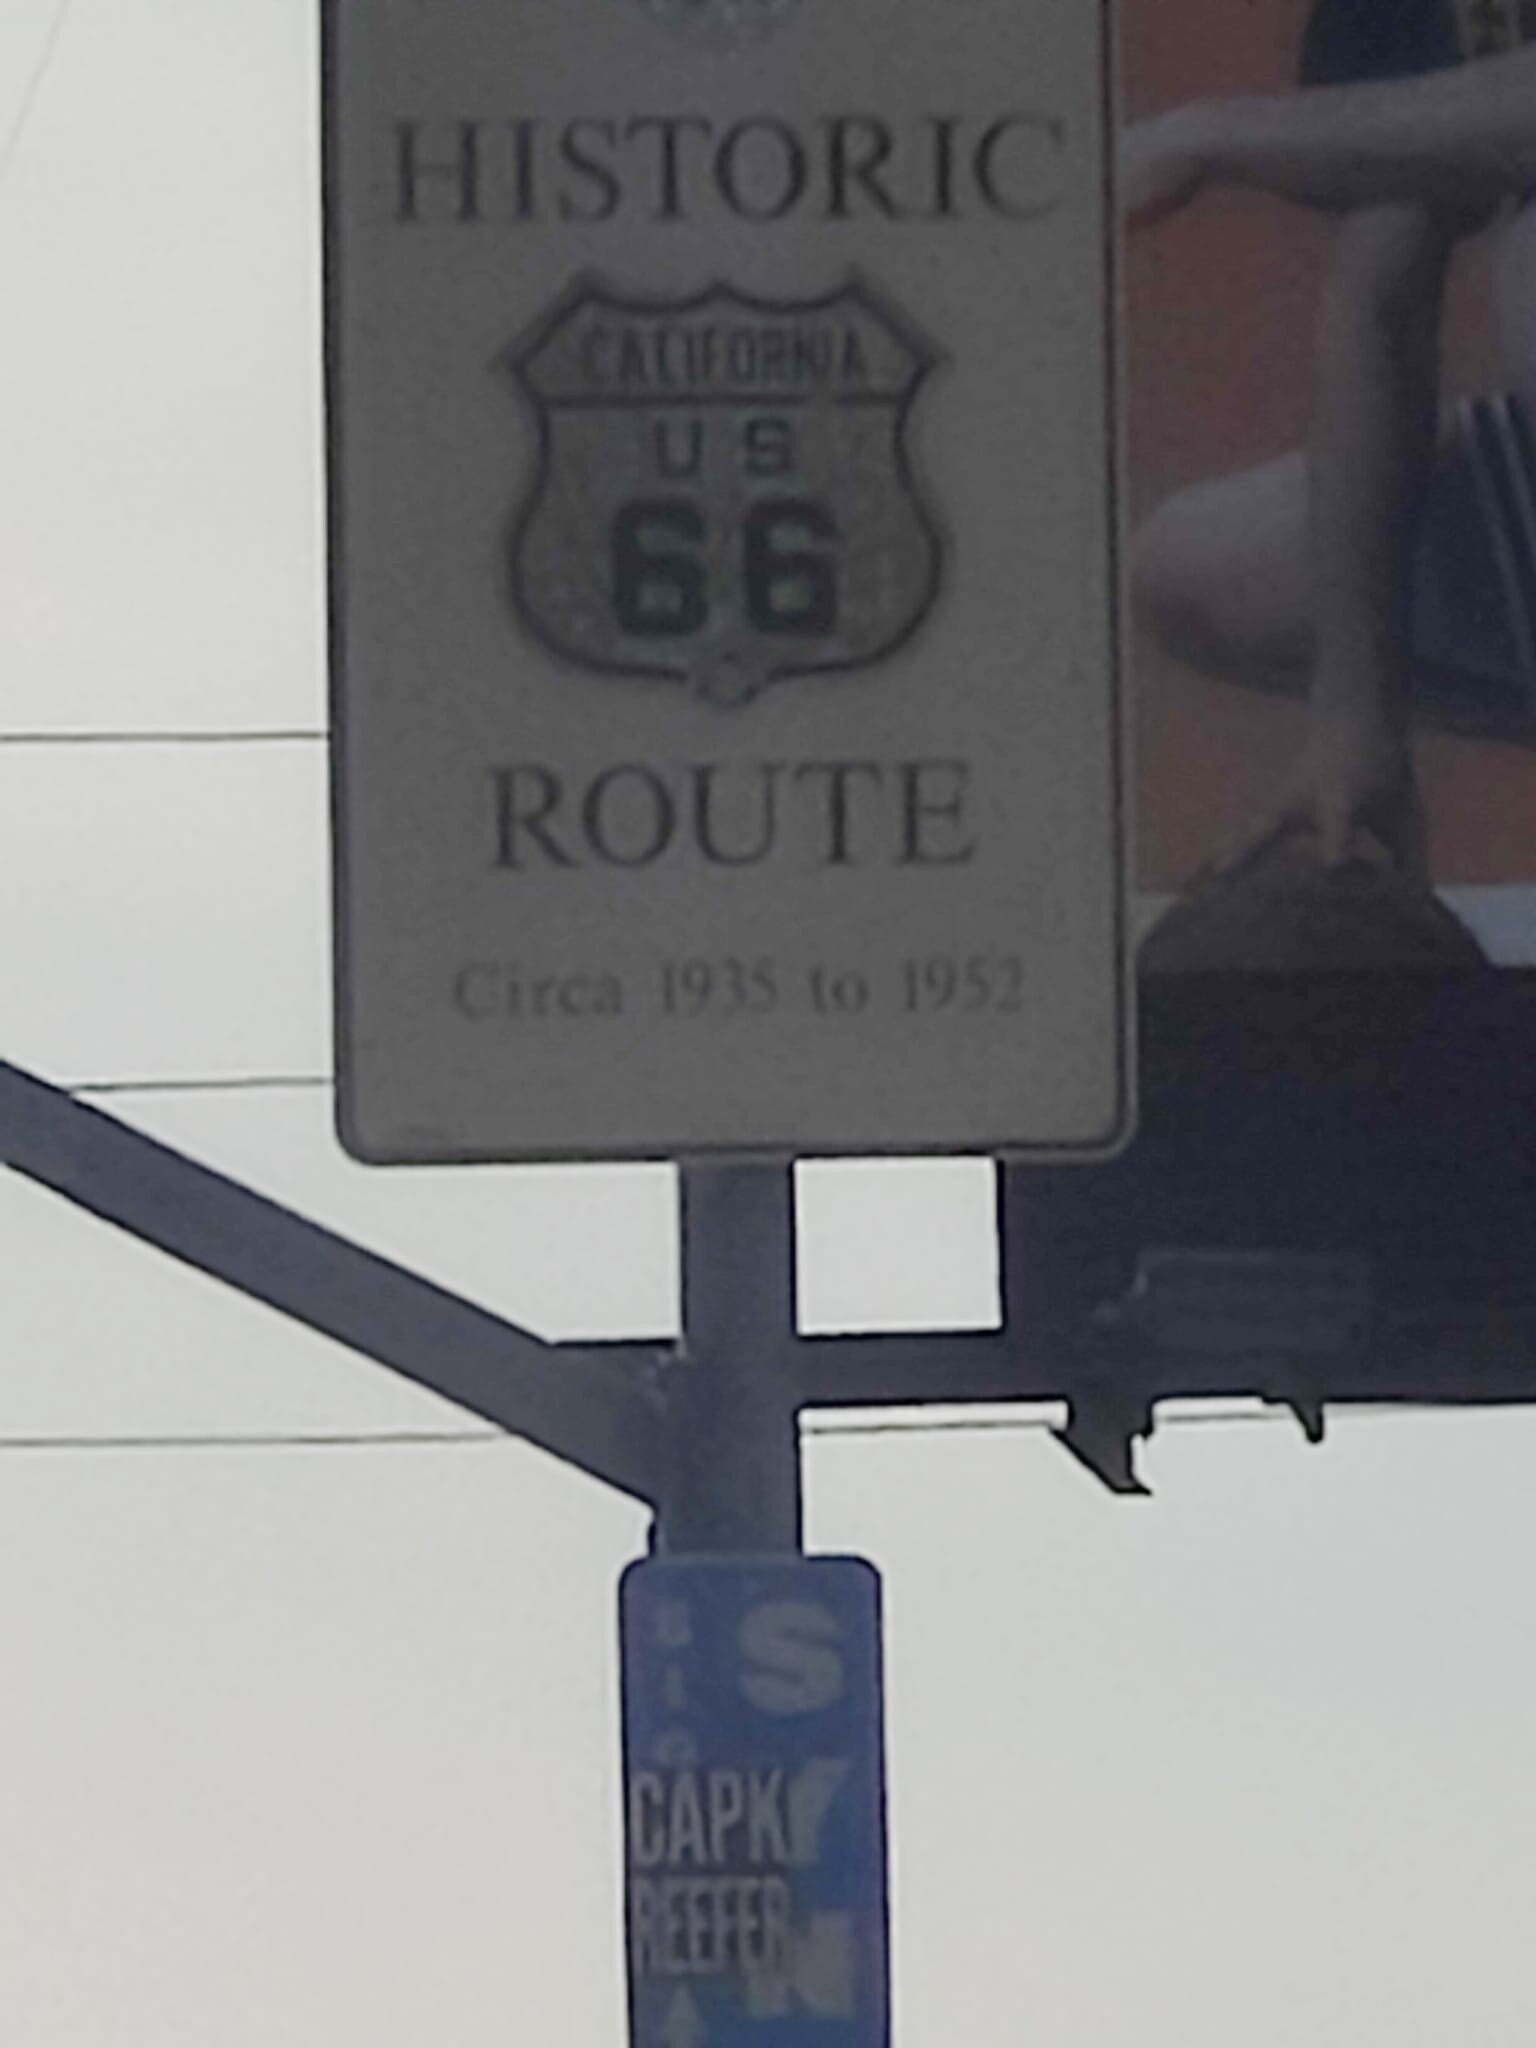 HISTORIC
CALIFORNIA
US
66
ROUTE
Circa 1935 to 1952
S
CAPK
REEFER